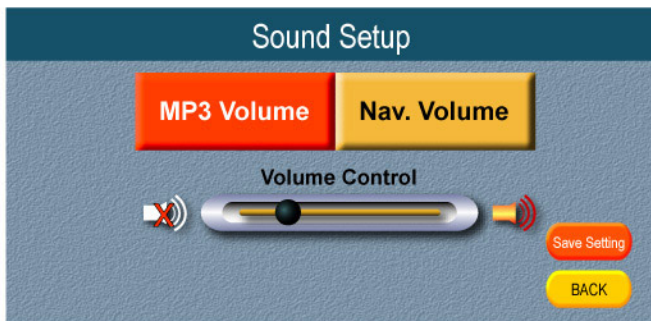 Sound Setup
MP3 Volume
Nav. Volume
Volume Control
Save Setting
BACK